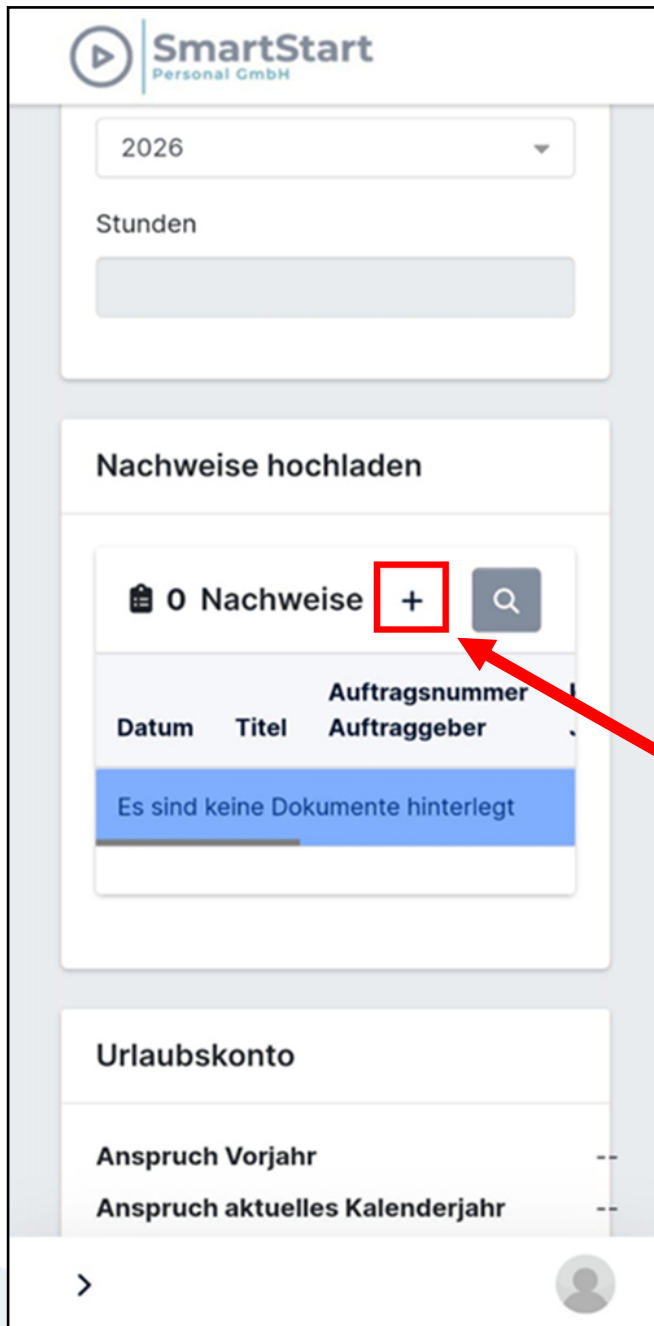 SmartStart
Personal GmbH
2026
Stunden
Nachweise hochladen
0 Nachweise +
Datum Titel Auftragsnummer
Auftraggeber
Es sind keine Dokumente hinterlegt
Urlaubskonto
Anspruch Vorjahr --
Anspruch aktuelles Kalenderjahr --